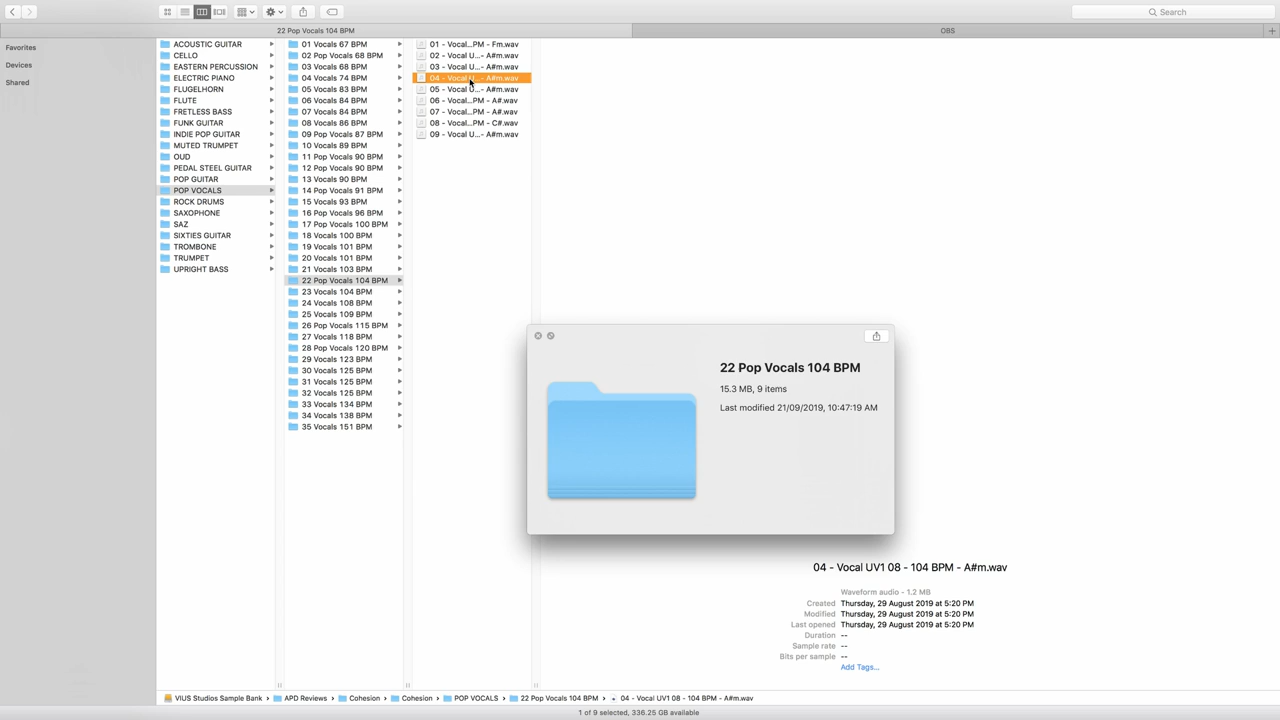 Search
22 Pop Vocals 104 BPM
OBS
Favorites
Devices
Shared
ACOUSTIC GUITAR
CELLO
EASTERN PERCUSSION
ELECTRIC PIANO
FLUGELHORN
FLUTE
FRETLESS BASS
FUNK GUITAR
INDIE POP GUITAR
MUTED TRUMPET
OUD
PEDAL STEEL GUITAR
POP GUITAR
POP VOCALS
ROCK DRUMS
SAXOPHONE
SAZ
SIXTIES GUITAR
TROMBONE
TRUMPET
UPRIGHT BASS
01 Vocals 67 BPM
02 Pop Vocals 68 BPM
03 Vocals 68 BPM
04 Vocals 74 BPM
05 Vocals 83 BPM
06 Vocals 84 BPM
07 Vocals 84 BPM
08 Vocals 86 BPM
09 Pop Vocals 87 BPM
10 Vocals 89 BPM
11 Pop Vocals 90 BPM
12 Pop Vocals 90 BPM
13 Vocals 90 BPM
14 Pop Vocals 91 BPM
15 Vocals 93 BPM
16 Pop Vocals 96 BPM
17 Pop Vocals 100 BPM
18 Vocals 100 BPM
19 Vocals 101 BPM
20 Vocals 101 BPM
21 Vocals 103 BPM
22 Pop Vocals 104 BPM
23 Vocals 104 BPM
24 Vocals 108 BPM
25 Vocals 109 BPM
26 Pop Vocals 115 BPM
27 Vocals 118 BPM
28 Pop Vocals 120 BPM
29 Vocals 123 BPM
30 Vocals 125 BPM
31 Vocals 125 BPM
32 Vocals 125 BPM
33 Vocals 134 BPM
34 Vocals 138 BPM
35 Vocals 151 BPM
01 - Vocal...PM - Fm.wav
02 - Vocal U...- A#m.wav
03 - Vocal U...- A#m.wav
04 - Vocal U...- A#m.wav
05 - Vocal U...- A#m.wav
06 - Vocal...PM - A#.wav
07 - Vocal...PM - A#.wav
08 - Vocal...PM - C#.wav
09 - Vocal U...- A#m.wav
22 Pop Vocals 104 BPM
15.3 MB, 9 items
Last modified 21/09/2019, 10:47:19 AM
04 - Vocal UV1 08 - 104 BPM - A#m.wav
Waveform audio - 1.2 MB
Created Thursday, 29 August 2019 at 5:20 PM
Modified Thursday, 29 August 2019 at 5:20 PM
Last opened Thursday, 29 August 2019 at 5:20 PM
Duration --
Sample rate --
Bits per sample --
Add Tags...
VIUS Studios Sample Bank › APD Reviews › Cohesion › Cohesion › POP VOCALS › 22 Pop Vocals 104 BPM › 04 - Vocal UV1 08 - 104 BPM - A#m.wav
1 of 9 selected, 336.25 GB available